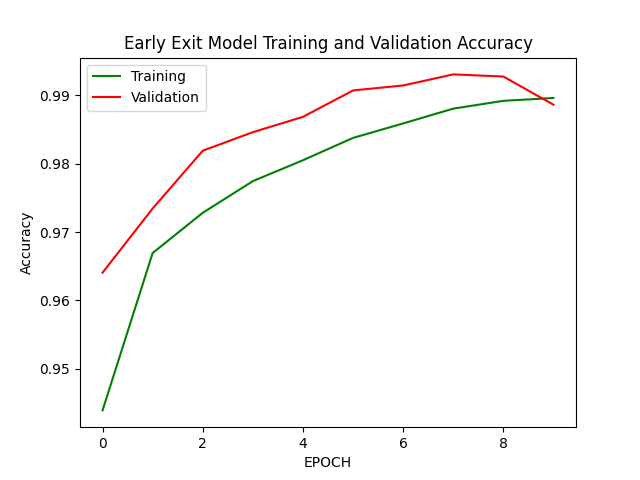 Early Exit Model Training and Validation Accuracy
Training
Validation
0.99
0.98
0.97
0.96
0.95
Accuracy
0
2
4
6
8
EPOCH